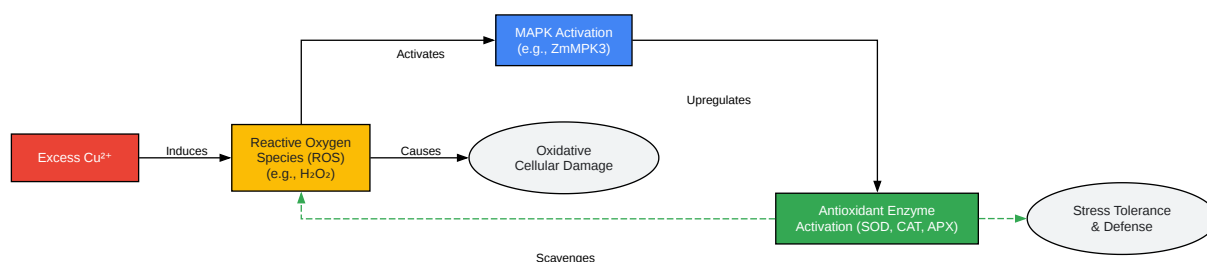 MAPK Activation
(e.g., ZmMPK3)
Activates
Upregulates
Excess Cu²⁺
Induces
Reactive Oxygen
Species (ROS)
(e.g., H₂O₂)
Causes
Oxidative
Cellular Damage
Antioxidant Enzyme
Activation (SOD, CAT, APX)
Stress Tolerance
& Defense
Scavenges